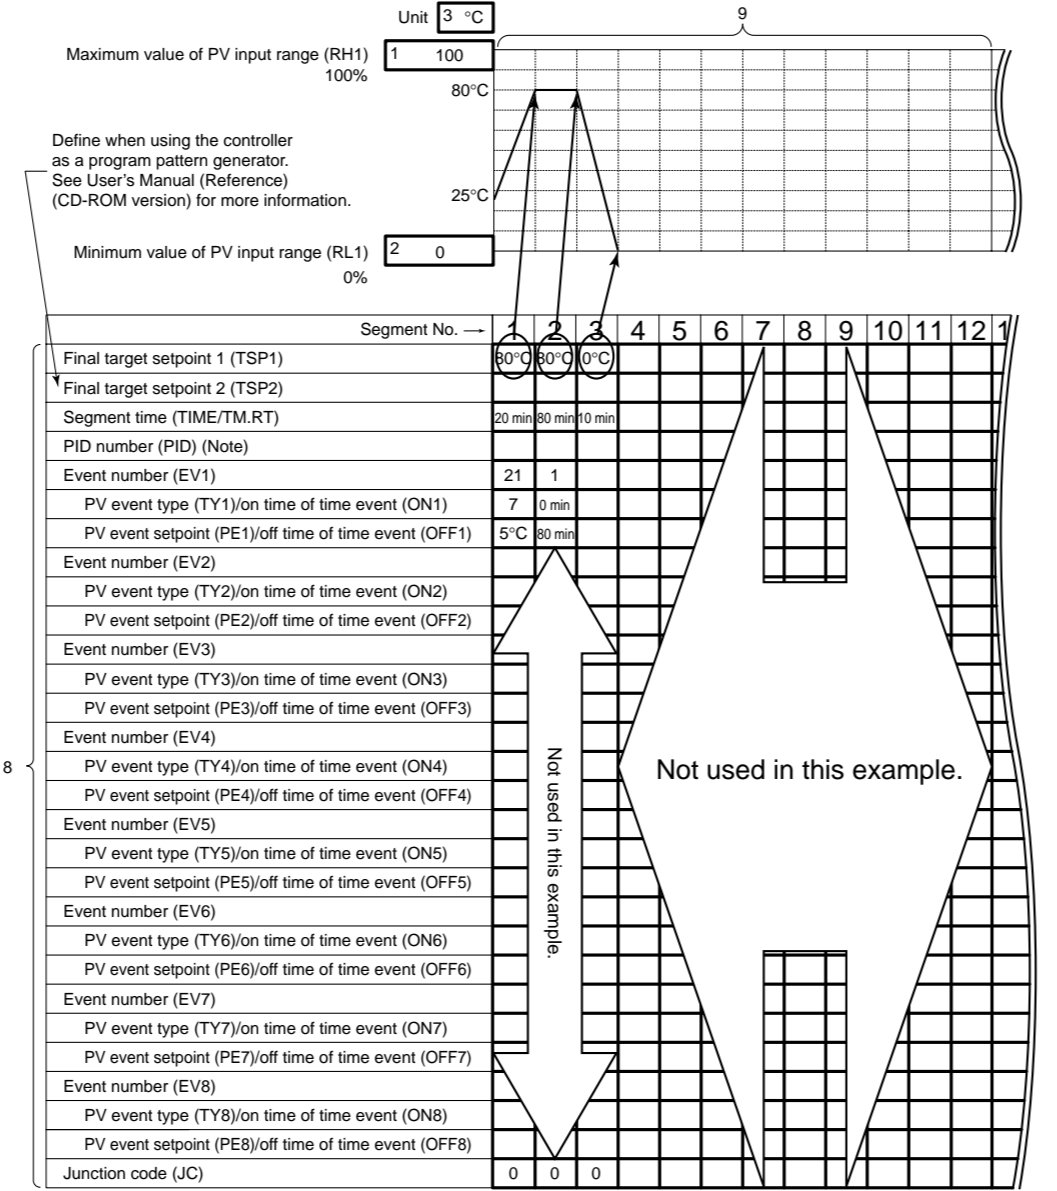 Unit 3 °C
9
Maximum value of PV input range (RH1) 1 100
100%
80°C
Define when using the controller
as a program pattern generator.
See User's Manual (Reference)
(CD-ROM version) for more information.
25°C
Minimum value of PV input range (RL1) 2 0
0%
Segment No. → 1 2 3 4 5 6 7 8 9 10 11 12 1
Final target setpoint 1 (TSP1) 80°C 80°C 0°C
Final target setpoint 2 (TSP2)
Segment time (TIME/TM.RT) 20 min 80 min 10 min
PID number (PID) (Note)
Event number (EV1) 21 1
PV event type (TY1)/on time of time event (ON1) 7 0 min
PV event setpoint (PE1)/off time of time event (OFF1) 5°C 80 min
Event number (EV2)
PV event type (TY2)/on time of time event (ON2)
PV event setpoint (PE2)/off time of time event (OFF2)
Event number (EV3)
PV event type (TY3)/on time of time event (ON3)
PV event setpoint (PE3)/off time of time event (OFF3)
Event number (EV4)
8
PV event type (TY4)/on time of time event (ON4)
Not used in this example.
Not used in this example.
PV event setpoint (PE4)/off time of time event (OFF4)
Event number (EV5)
PV event type (TY5)/on time of time event (ON5)
PV event setpoint (PE5)/off time of time event (OFF5)
Event number (EV6)
PV event type (TY6)/on time of time event (ON6)
PV event setpoint (PE6)/off time of time event (OFF6)
Event number (EV7)
PV event type (TY7)/on time of time event (ON7)
PV event setpoint (PE7)/off time of time event (OFF7)
Event number (EV8)
PV event type (TY8)/on time of time event (ON8)
PV event setpoint (PE8)/off time of time event (OFF8)
Junction code (JC) 0 0 0